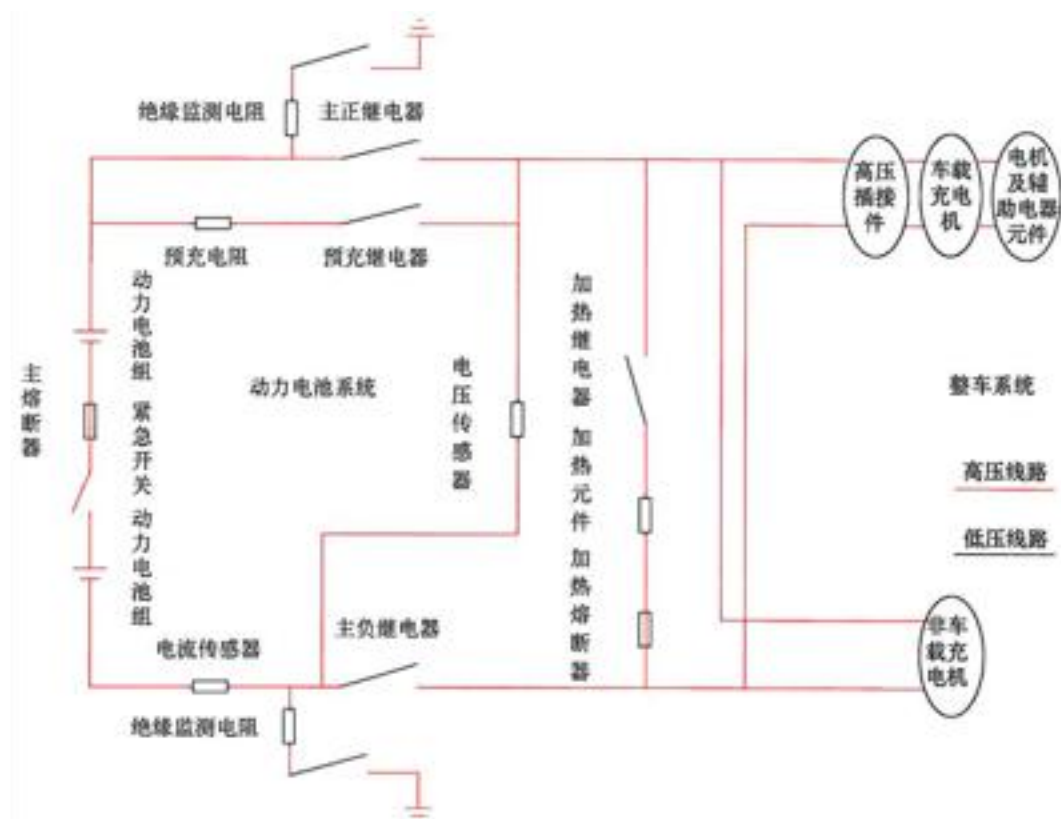 绝缘监测电阻
主正继电器
高压
插接
件
车载
充电
机
电机
及辅
助电器
元件
预充电阻
预充继电器
动力电池组
加热继电器
主熔断器
动力电池系统
电压传感器
整车系统
紧急开关
加热元件
高压线路
动力电池组
低压线路
加热熔断器
主负继电器
电流传感器
非车
载充
电机
绝缘监测电阻